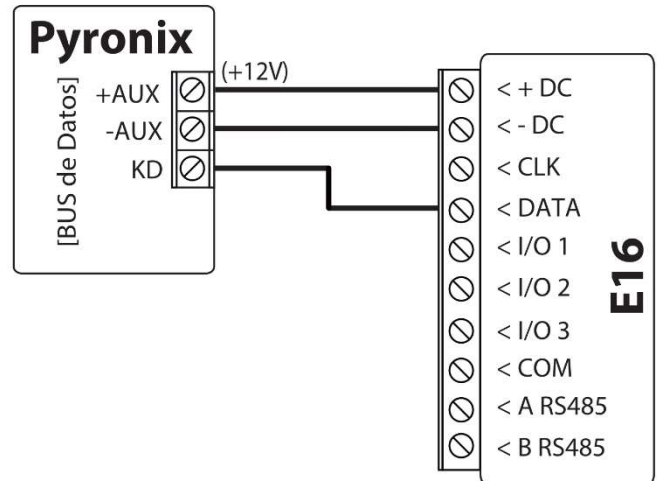 Pyronix
[BUS de Datos]
+AUX
-AUX
KD
(+12V)
< + DC
< - DC
< CLK
< DATA
< I/O 1
< I/O 2
< I/O 3
< COM
< A RS485
< B RS485
E16